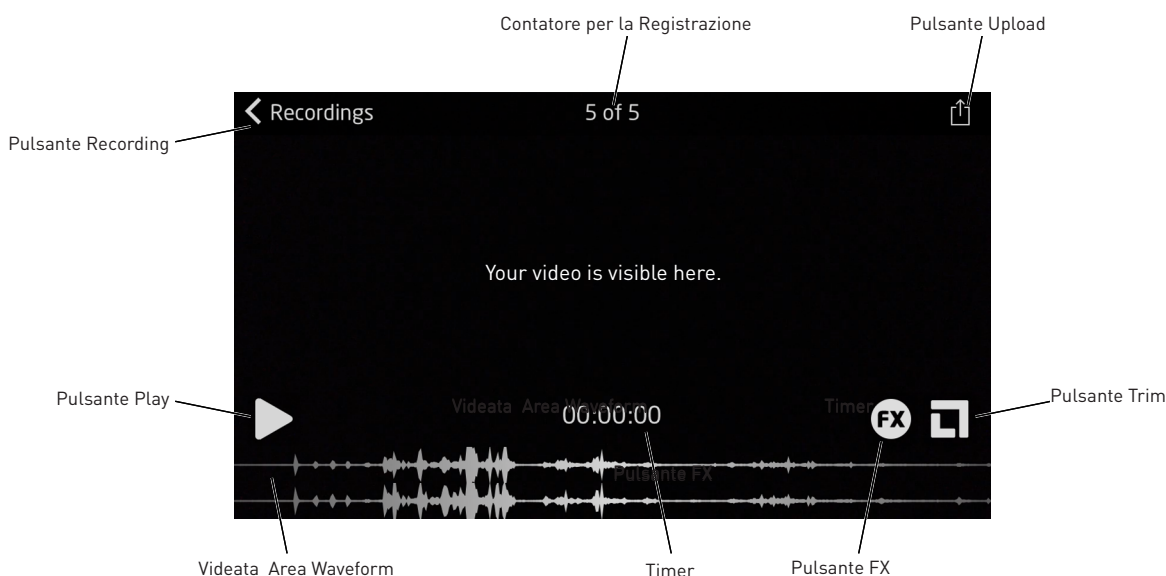 Contatore per la Registrazione
Pulsante Upload
Recordings
5 of 5
Pulsante Recording
Your video is visible here.
Pulsante Play
Videata Area Waveform
Timer
00:00:00
FX
Pulsante Trim
Pulsante FX
Videata Area Waveform
Timer
Pulsante FX